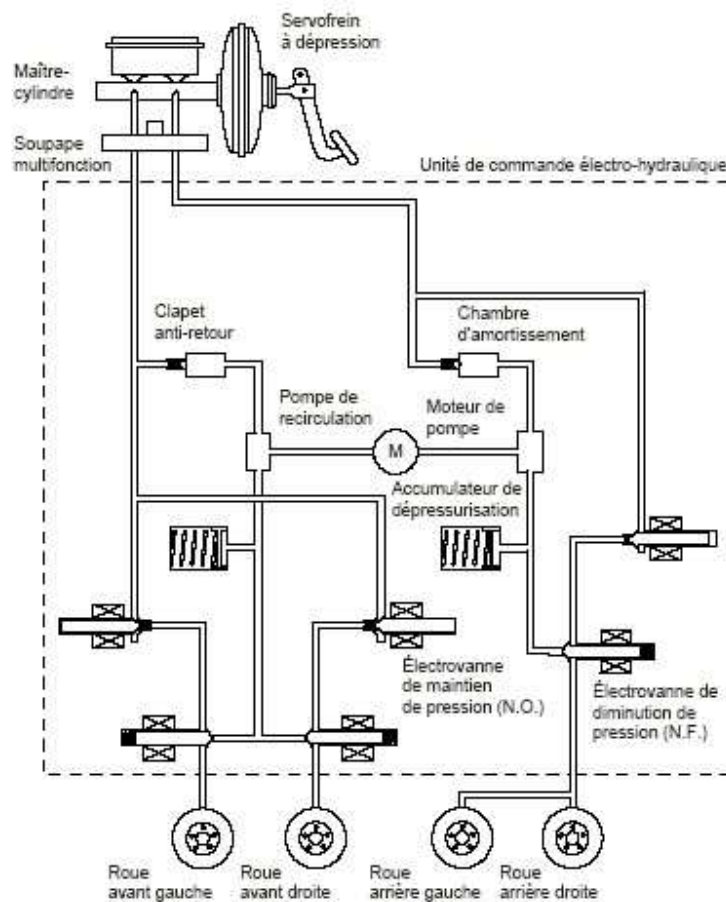 Servofrein
à dépression
Maître-
cylindre
Soupape
multifonction
Unité de commande électro-hydraulique
Clapet
anti-retour
Chambre
d'amortissement
Pompe de
recirculation
Moteur de
pompe
M
Accumulateur de
dépressurisation
Électrovanne
de maintien
de pression (N.O.)
Électrovanne de
diminution de
pression (N.F.)
Roue
avant gauche
Roue
avant droite
Roue
arrière gauche
Roue
arrière droite